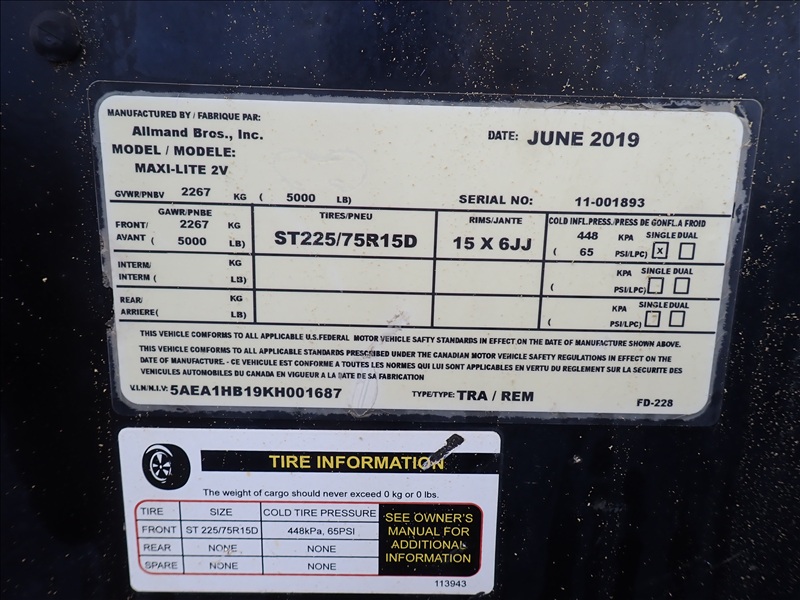 MANUFACTURED BY / FABRIQUE PAR:
Allmand Bros., Inc.
DATE: JUNE 2019
MODEL / MODELE:
MAXI-LITE 2V
GVWR/PNBV 2267 KG ( 5000 LB) SERIAL NO: 11-001893
GAWR/PNBE TIRES/PNEU RIMS/JANTE COLD INFL.PRESS./PRESS DE GONFL.A FROID
FRONT/ 2267 KG ST225/75R15D 15 X 6JJ 448 KPA SINGLE DUAL
AVANT ( 5000 LB) ( 65 PSI/LPC) X
INTERM/ KG KPA SINGLE DUAL
INTERM ( LB) ( PSI/LPC)
REAR/ KG KPA SINGLE DUAL
ARRIERE( LB) ( PSI/LPC)
THIS VEHICLE CONFORMS TO ALL APPLICABLE U.S.FEDERAL MOTOR VEHICLE SAFTY STANDARDS IN EFFECT ON THE DATE OF MANUFACTURE SHOWN ABOVE.
THIS VEHICLE CONFORMS TO ALL APPLICABLE STANDARDS PRESCRIBED UNDER THE CANADIAN MOTOR VEHICLE SAFETY REGULATIONS IN EFFECT ON THE
DATE OF MANUFACTURE. - CE VEHICULE EST CONFORME A TOUTES LES NORMES QUI LUI SONT APPLICABLES EN VERTU DU REGLEMENT SUR LA SECURITE DES
VEHICULES AUTOMOBILES DU CANADA EN VIGUEUR A LA DATE DE SA FABRICATION
V.I.N./N.I.V: 5AEA1HB19KH001687 TYPE/TYPE: TRA / REM FD-228
TIRE INFORMATION
The weight of cargo should never exceed 0 kg or 0 lbs.
TIRE SIZE COLD TIRE PRESSURE
FRONT ST 225/75R15D 448kPA, 65PSI
REAR NONE NONE
SPARE NONE NONE
SEE OWNER'S
MANUAL FOR
ADDITIONAL
INFORMATION
113943